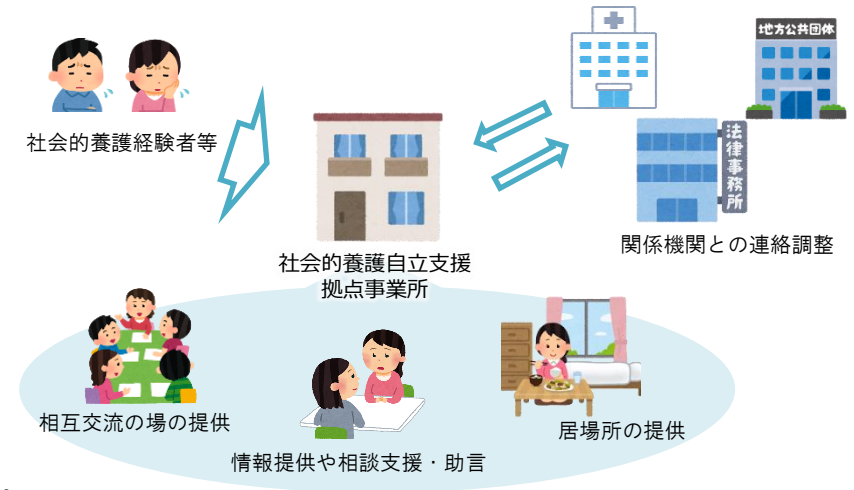 地方公共団体
法律事務所
社会的養護経験者等
関係機関との連絡調整
社会的養護自立支援
拠点事業所
相互交流の場の提供
居場所の提供
情報提供や相談支援・助言